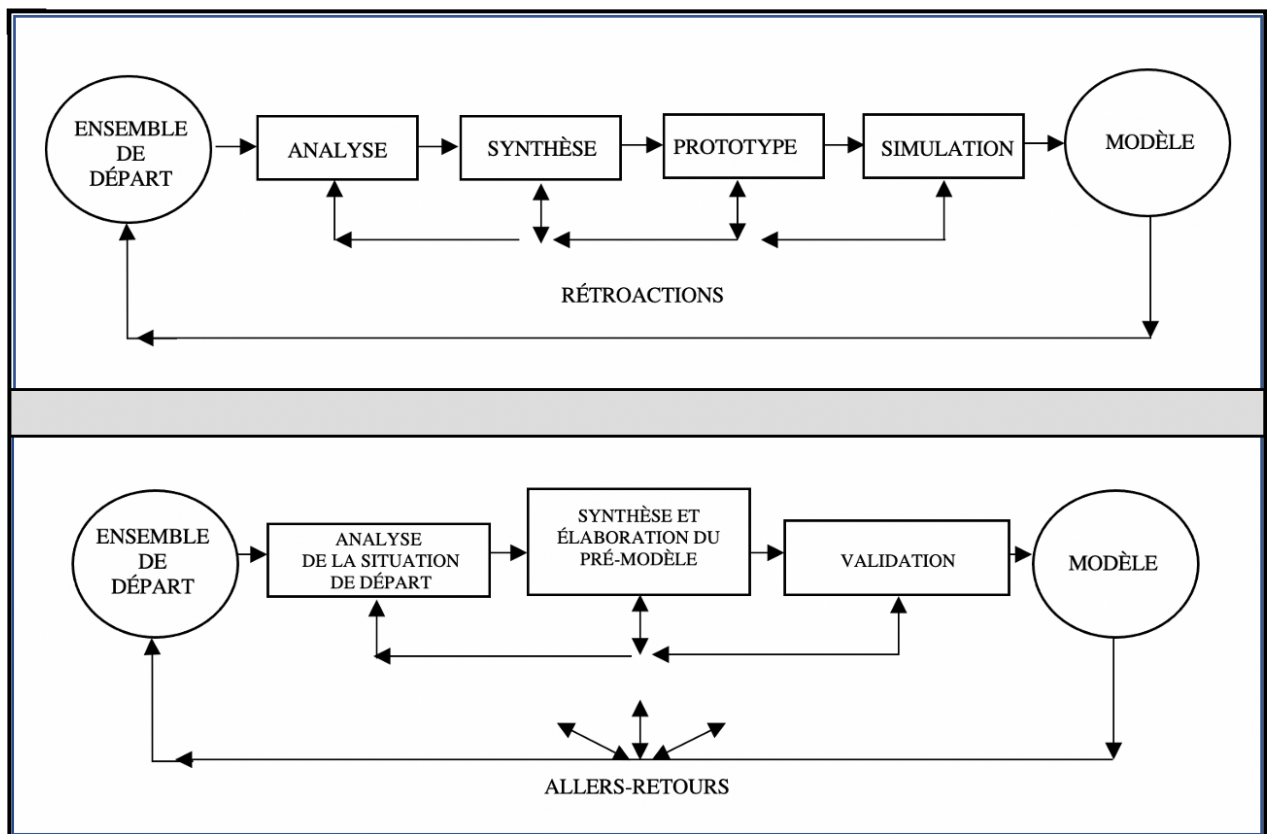 ENSEMBLE
DE
DÉPART
ANALYSE
SYNTHÈSE
PROTOTYPE
SIMULATION
MODÈLE
RÉTROACTIONS
ENSEMBLE
DE
DÉPART
ANALYSE
DE LA SITUATION
DE DÉPART
SYNTHÈSE ET
ÉLABORATION DU
PRÉ-MODÈLE
VALIDATION
MODÈLE
ALLERS-RETOURS